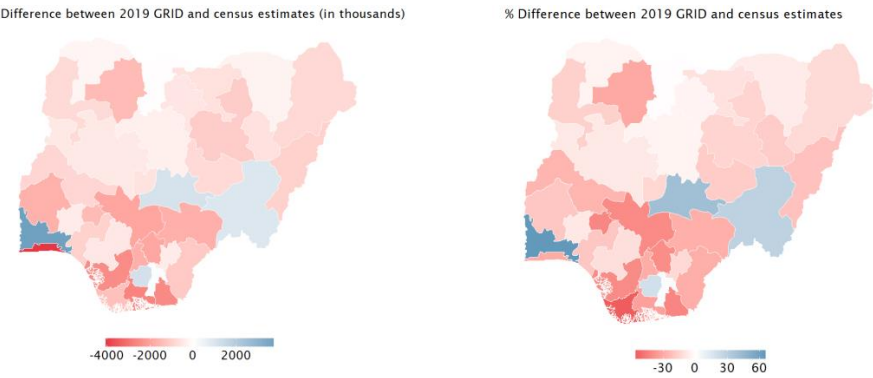 Difference between 2019 GRID and census estimates (in thousands)
% Difference between 2019 GRID and census estimates
-4000 -2000 0 2000
-30 0 30 60